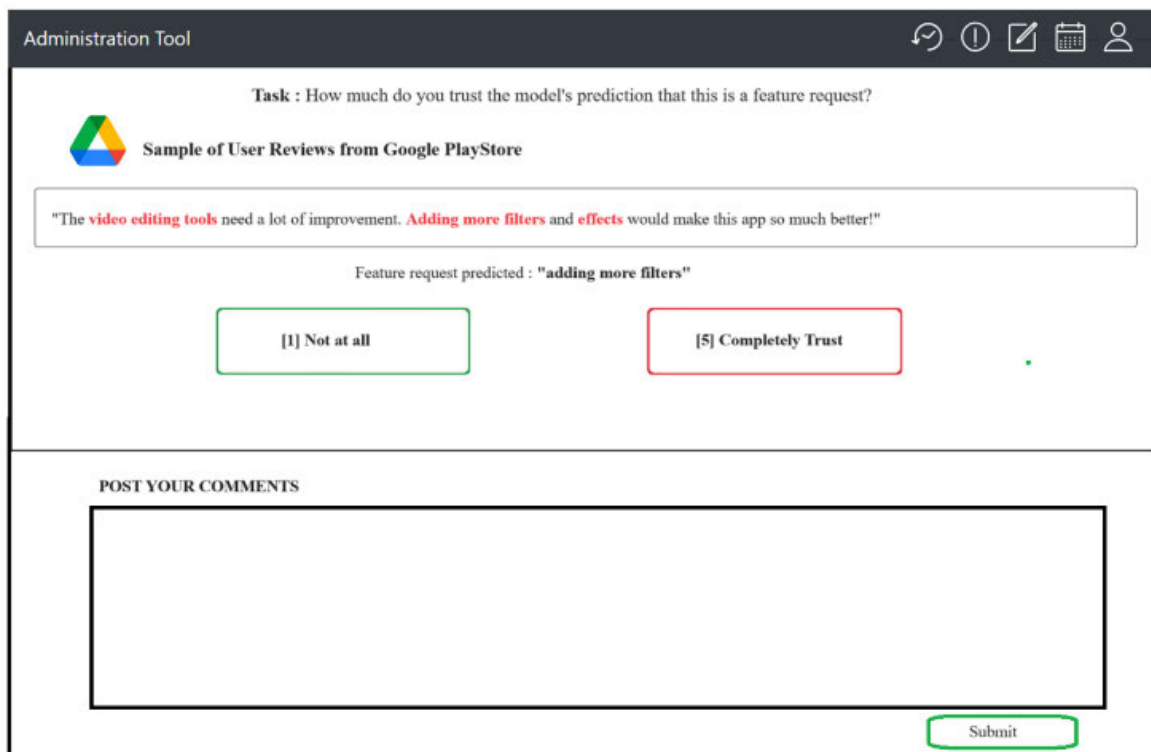 Administration Tool
Task : How much do you trust the model's prediction that this is a feature request?
Sample of User Reviews from Google PlayStore
"The video editing tools need a lot of improvement. Adding more filters and effects would make this app so much better!"
Feature request predicted : "adding more filters"
[1] Not at all
[5] Completely Trust
POST YOUR COMMENTS
Submit